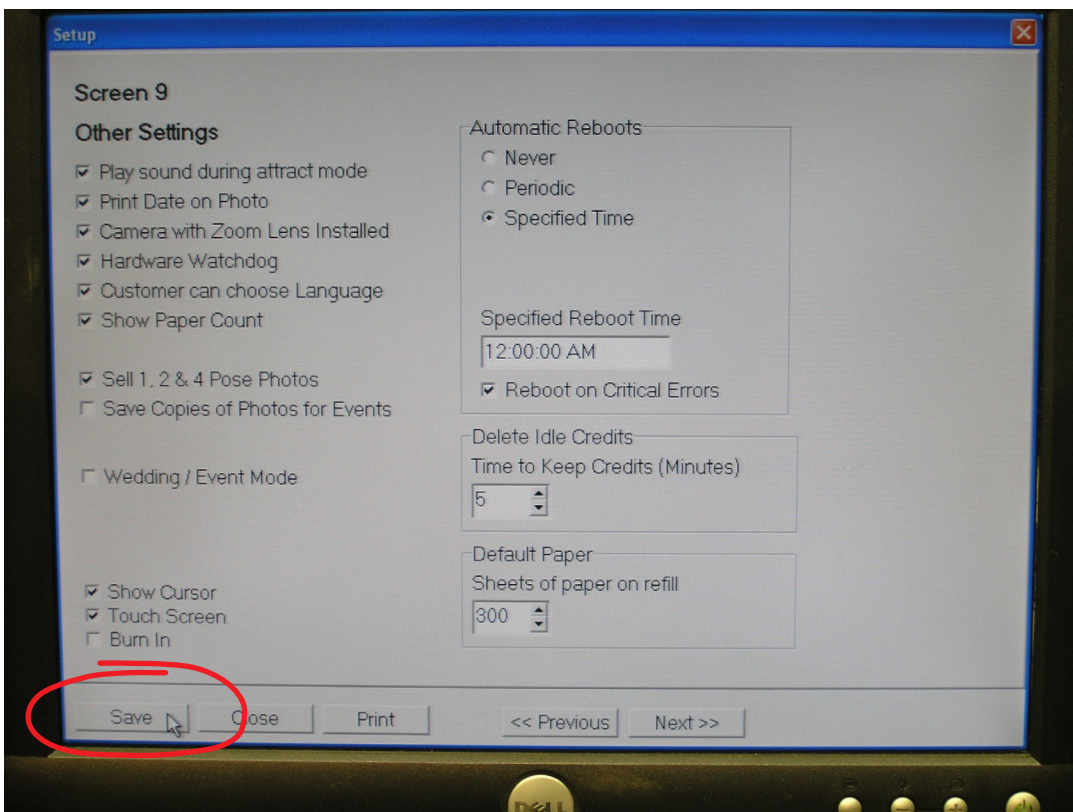 Setup
Screen 9
Other Settings
Play sound during attract mode
Print Date on Photo
Camera with Zoom Lens Installed
Hardware Watchdog
Customer can choose Language
Show Paper Count
Sell 1, 2 & 4 Pose Photos
Save Copies of Photos for Events
Wedding / Event Mode
Show Cursor
Touch Screen
Burn In
Automatic Reboots
Never
Periodic
Specified Time
Specified Reboot Time
12:00:00 AM
Reboot on Critical Errors
Delete Idle Credits
Time to Keep Credits (Minutes)
5
Default Paper
Sheets of paper on refill
300
Save Close Print << Previous Next >>
DELL